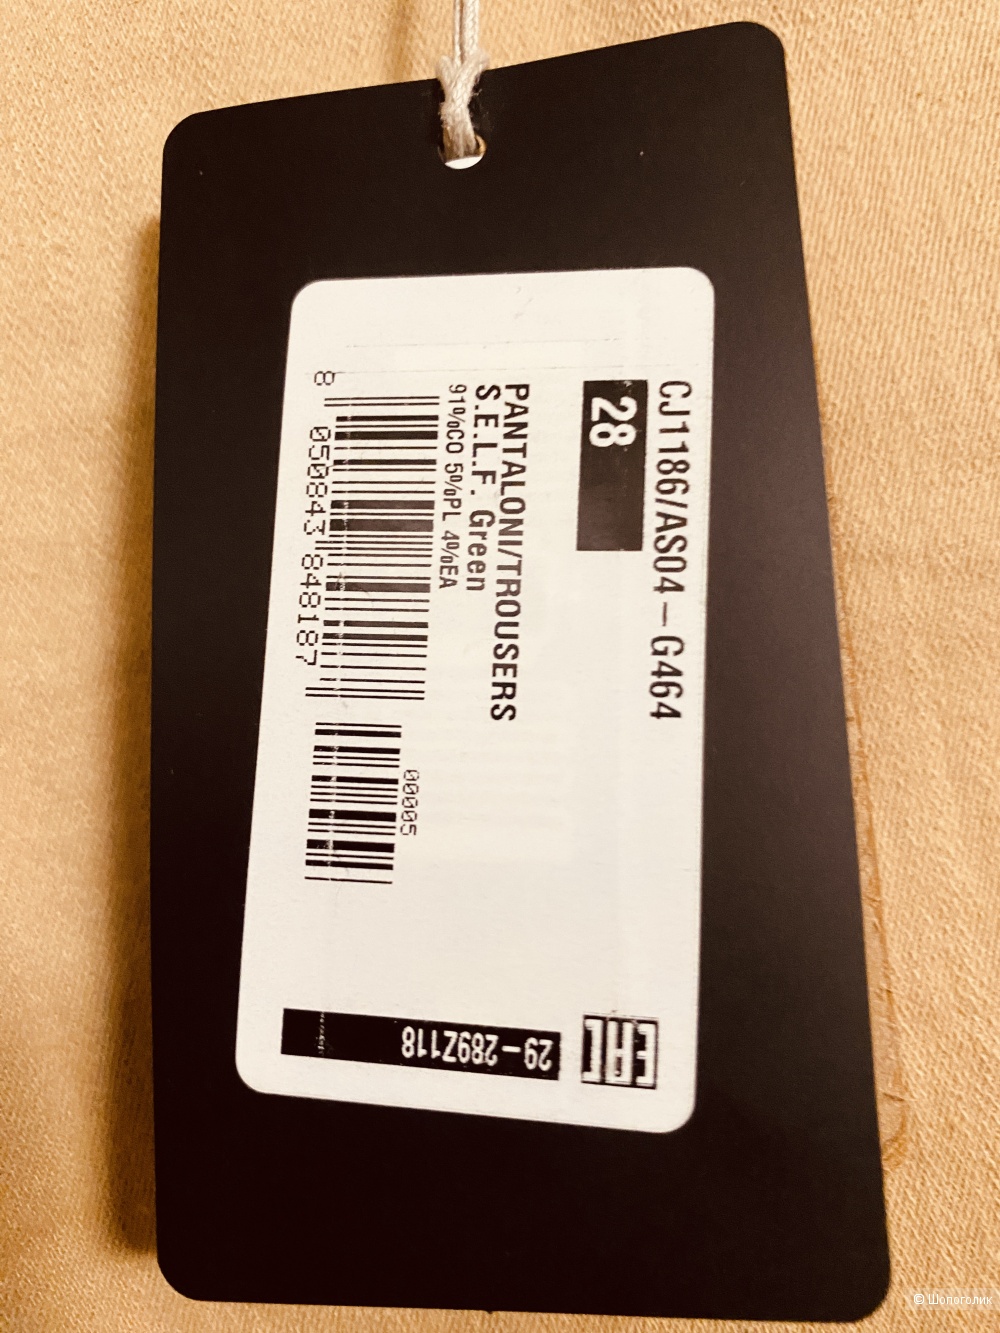 CJ1186/AS04-G464
28
PANTALONI/TROUSERS
S.E.L.F. Green
91%CO 5%PL 4%EA
8 050843 848187
00005
EAC
29-289Z118
© Шопоголик